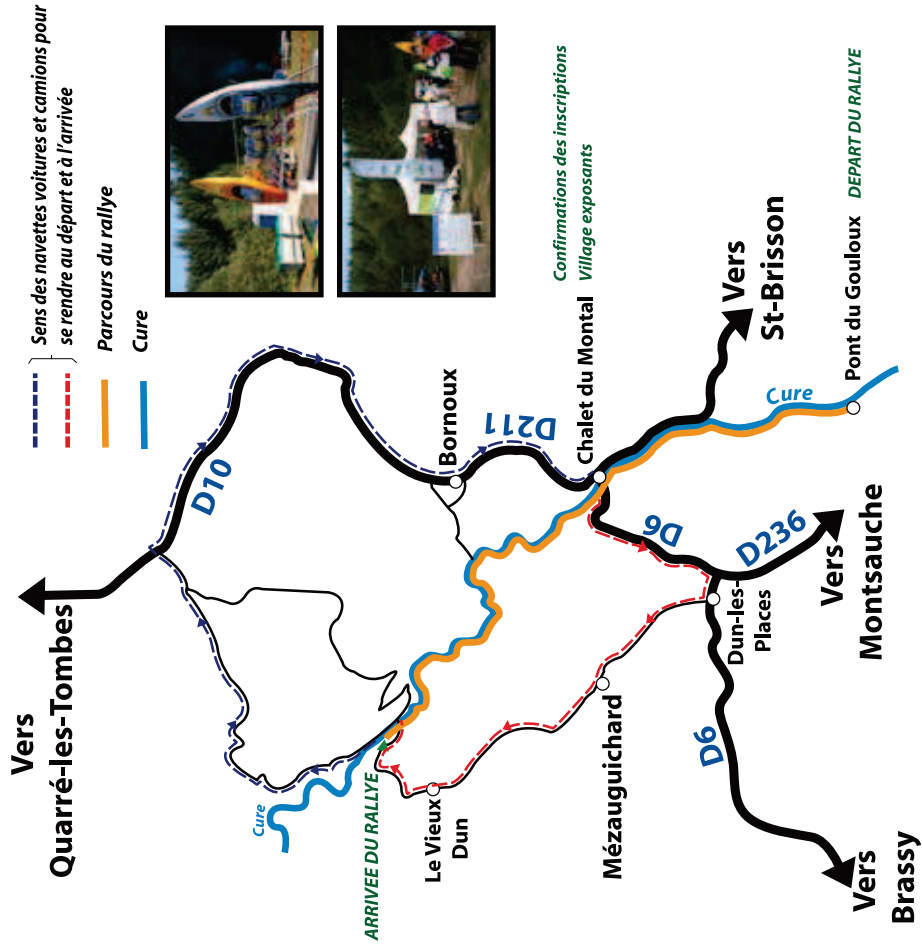 Sens des navettes voitures et camions pour
se rendre au départ et à l'arrivée
Parcours du rallye
Cure
Vers
Quarré-les-Tombes
D10
Bornoux
D211
Chalet du Montal
Confirmations des inscriptions
Village exposants
Vers
St-Brisson
Cure
Pont du Gouloux
DEPART DU RALLYE
D6
D236
Vers
Montsauche
Dun-les-
Places
Mézauguichard
D6
Vers
Brassy
Le Vieux
Dun
ARRIVEE DU RALLYE
Cure